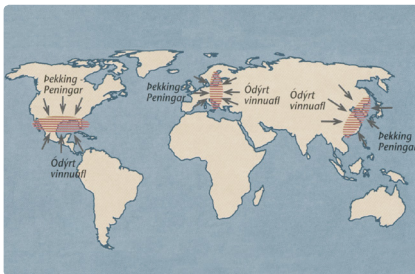 Þekking
Peningar
Ódýrt
vinnuafl
Þekking
Peningar
Ódýrt
vinnuafl
Ódýrt
vinnuafl
Þekking
Peningar